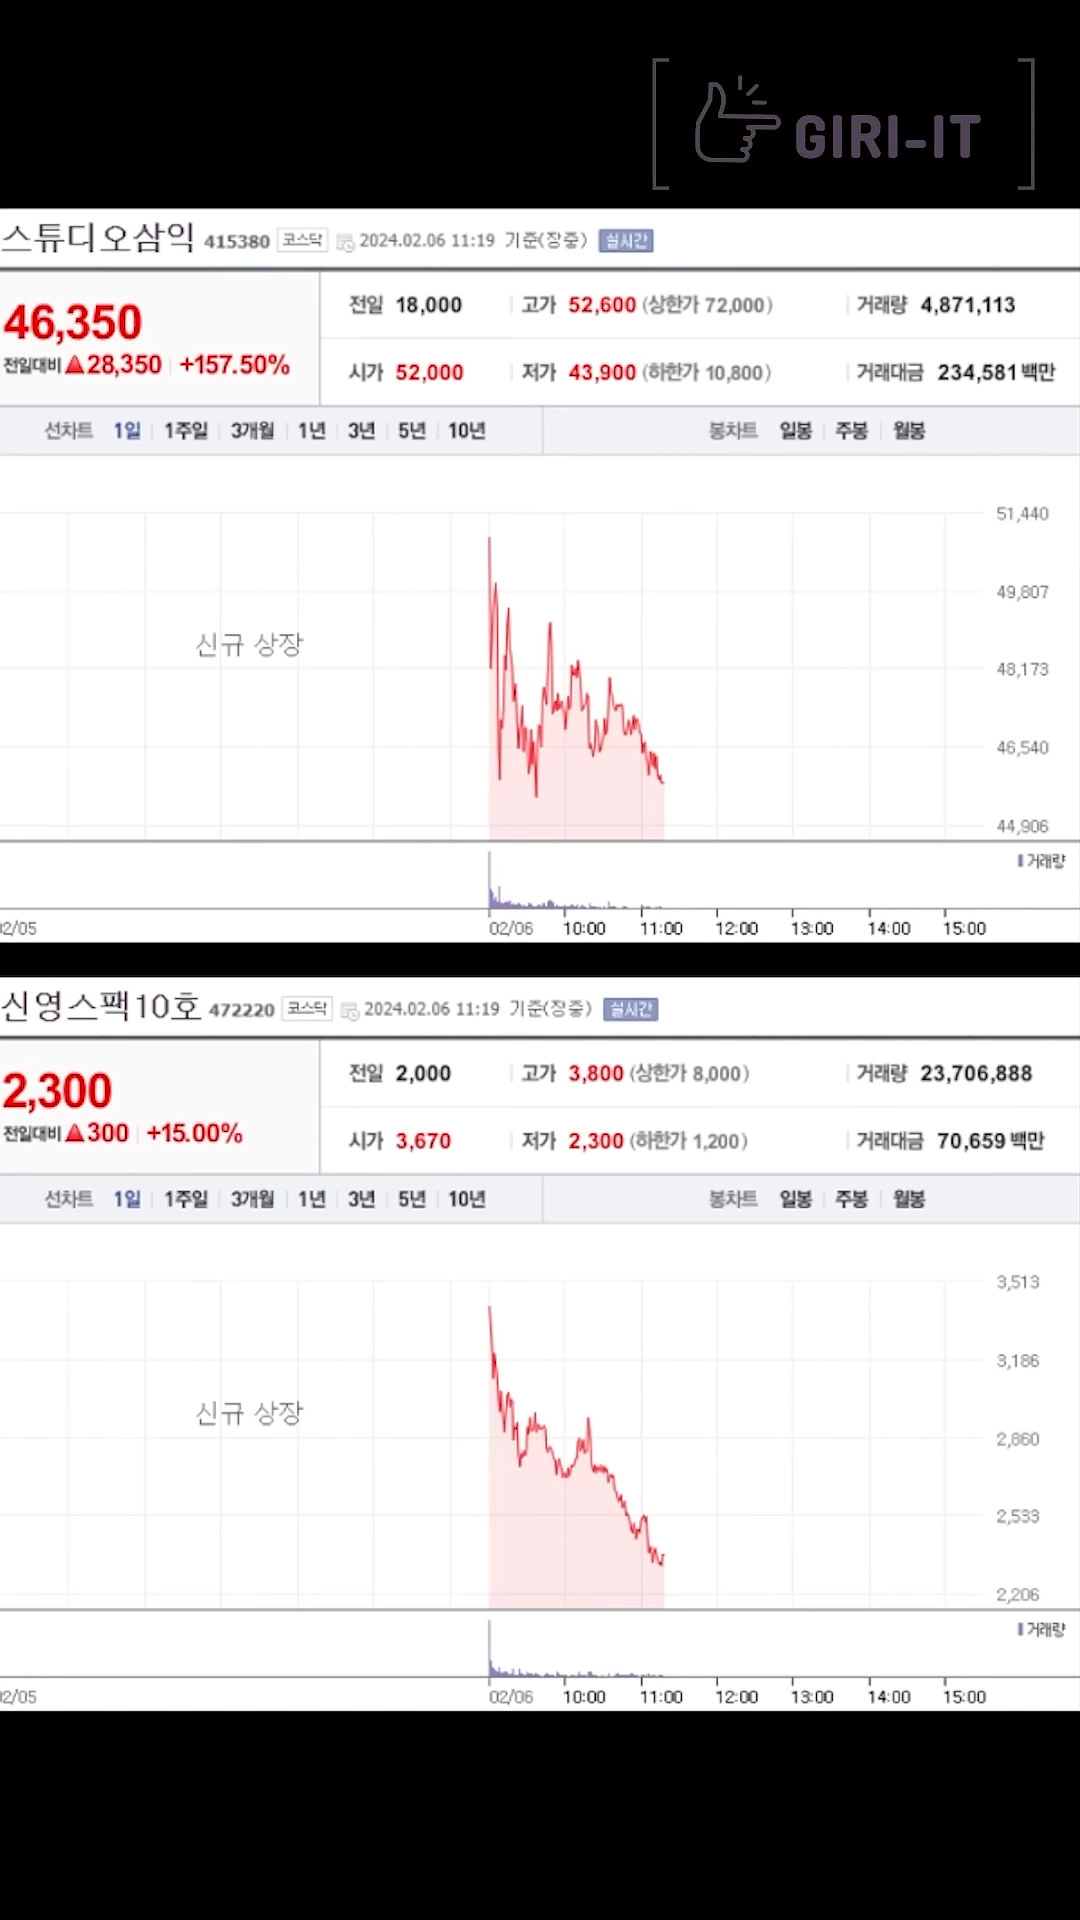 GIRI-IT
스튜디오삼익 415380 코스닥 2024.02.06 11:19 기준(장중) 실시간
46,350
전일대비 ▲28,350 +157.50%
전일 18,000 고가 52,600 (상한가 72,000) 거래량 4,871,113
시가 52,000 저가 43,900 (하한가 10,800) 거래대금 234,581 백만
선차트 1일 1주일 3개월 1년 3년 5년 10년 봉차트 일봉 주봉 월봉
51,440
49,807
신규 상장
48,173
46,540
44,906
거래량
02/05 02/06 10:00 11:00 12:00 13:00 14:00 15:00
신영스팩10호 472220 코스닥 2024.02.06 11:19 기준(장중) 실시간
2,300
전일대비 ▲300 +15.00%
전일 2,000 고가 3,800 (상한가 8,000) 거래량 23,706,888
시가 3,670 저가 2,300 (하한가 1,200) 거래대금 70,659 백만
선차트 1일 1주일 3개월 1년 3년 5년 10년 봉차트 일봉 주봉 월봉
3,513
3,186
신규 상장
2,860
2,533
2,206
거래량
02/05 02/06 10:00 11:00 12:00 13:00 14:00 15:00